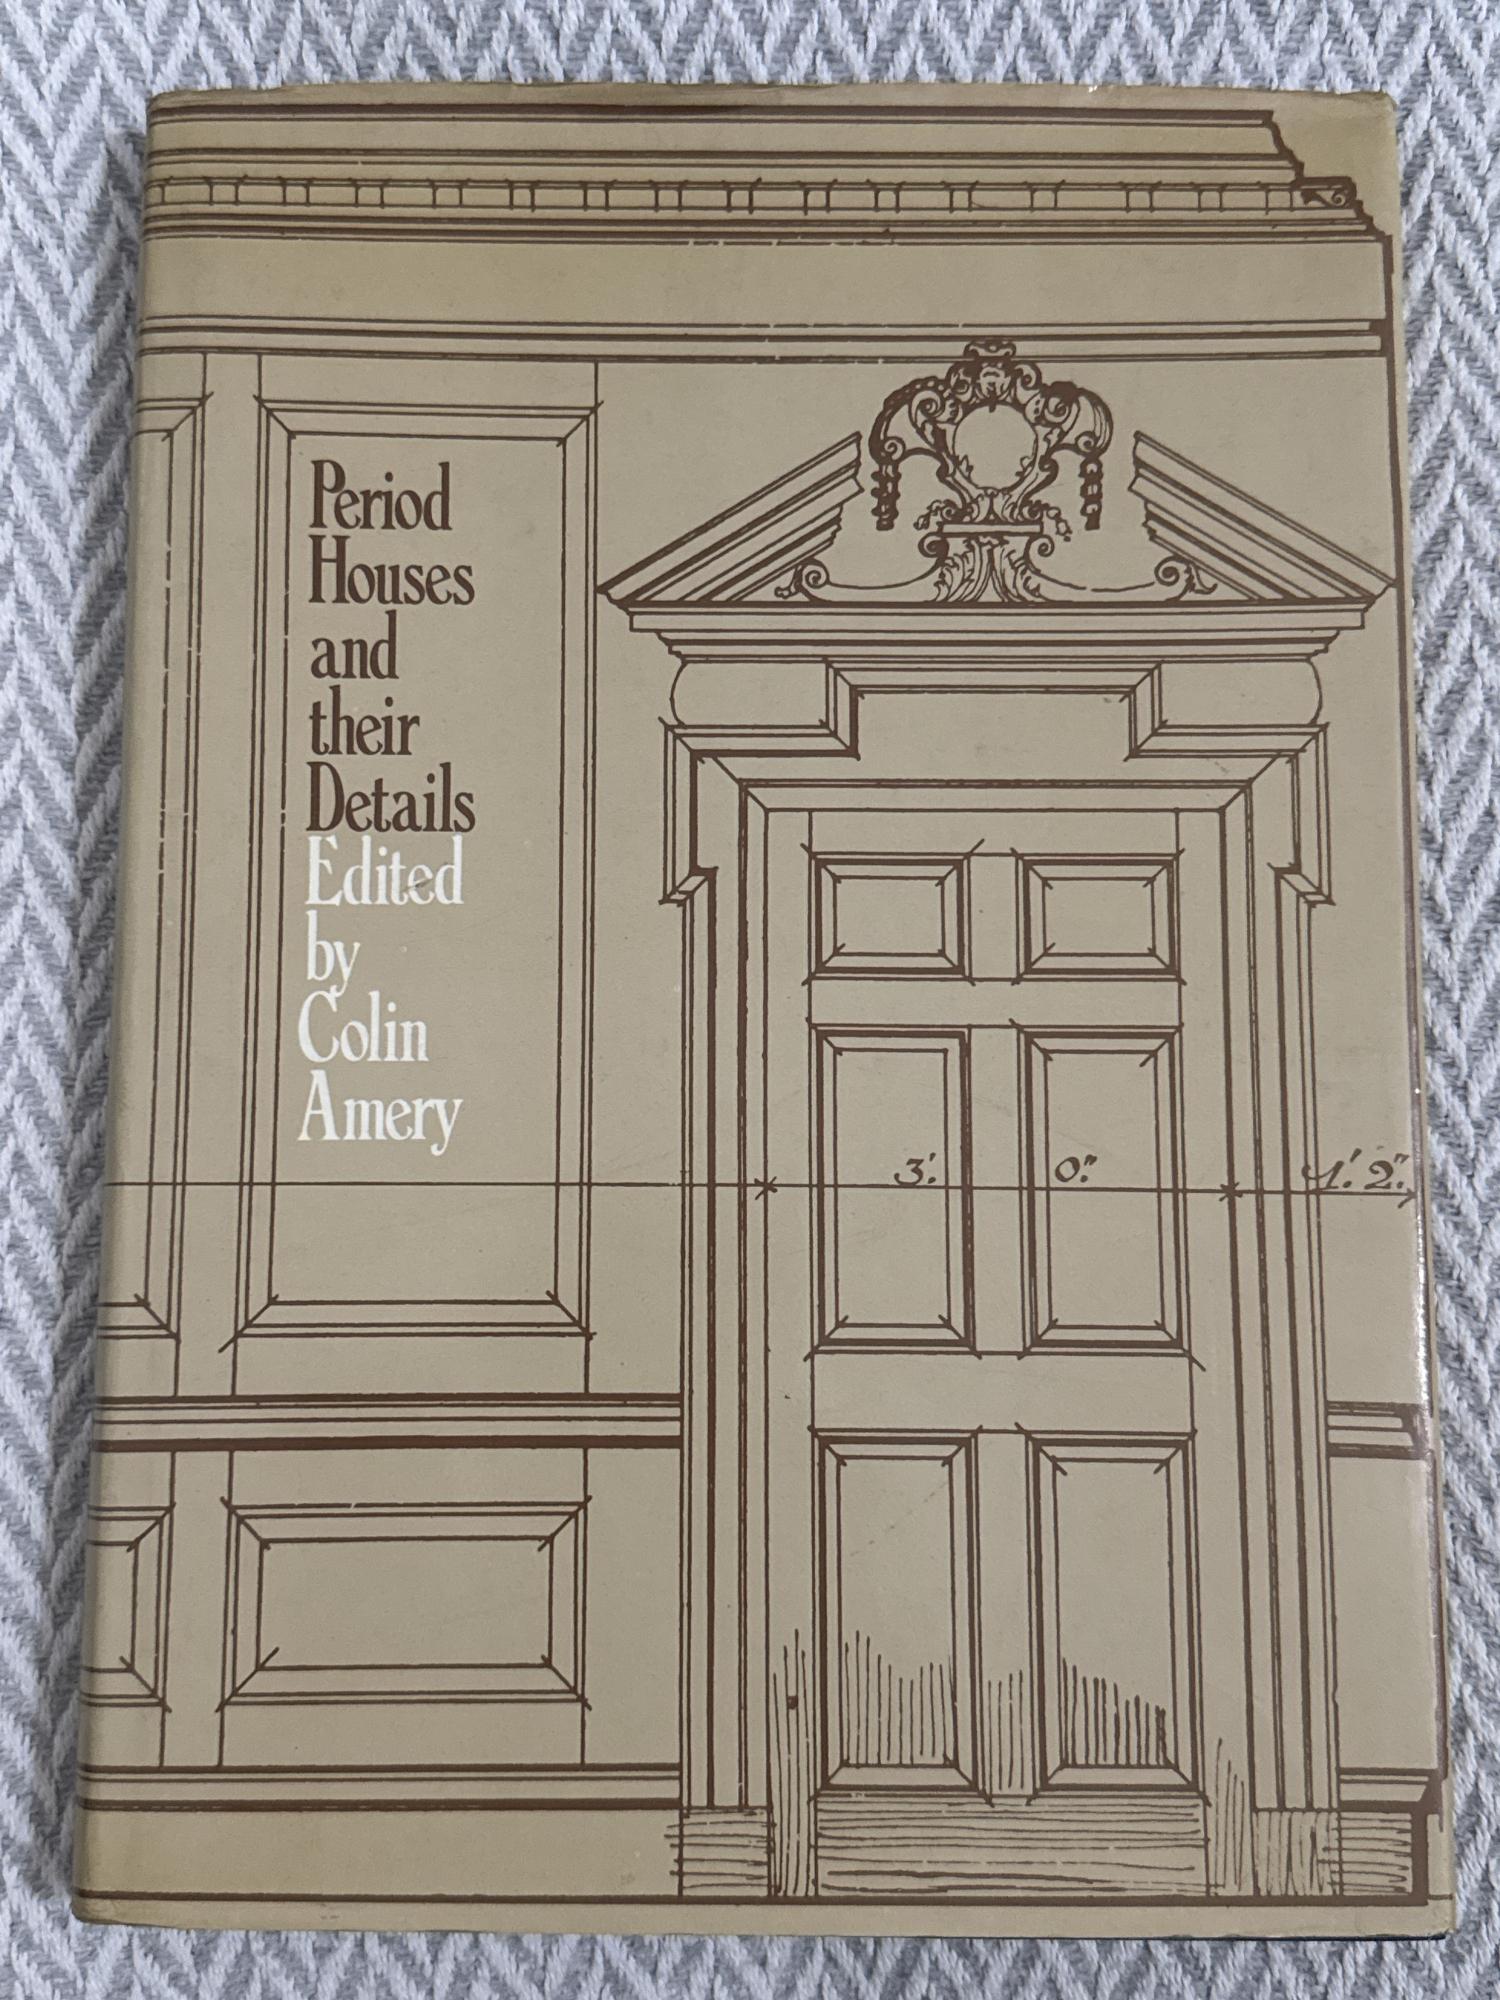 Period
Houses
and
their
Details
Edited
by
Colin
Amery
3'. 0".
1'. 2".